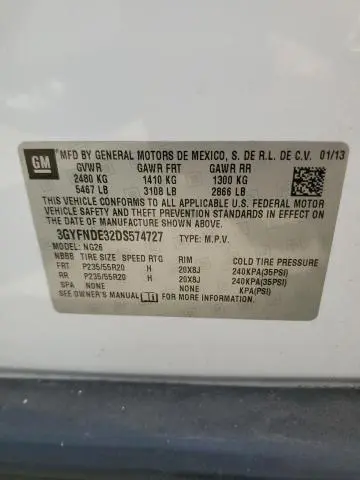 GM
MFD BY GENERAL MOTORS DE MEXICO, S. DE R.L. DE C.V. 01/13
GVWR GAWR FRT GAWR RR
2480 KG 1410 KG 1300 KG
5467 LB 3108 LB 2866 LB
THIS VEHICLE CONFORMS TO ALL APPLICABLE U.S. FEDERAL MOTOR
VEHICLE SAFETY AND THEFT PREVENTION STANDARDS IN EFFECT ON
THE DATE OF MANUFACTURE SHOWN ABOVE.
3GYFNDE32DS574727 TYPE: M.P.V.
MODEL: NG26
NBBB TIRE SIZE SPEED RTG RIM COLD TIRE PRESSURE
FRT P235/55R20 H 20X8J 240KPA(35PSI)
RR P235/55R20 H 20X8J 240KPA(35PSI)
SPA NONE NONE KPA(PSI)
SEE OWNER MANUAL FOR MORE INFORMATION.